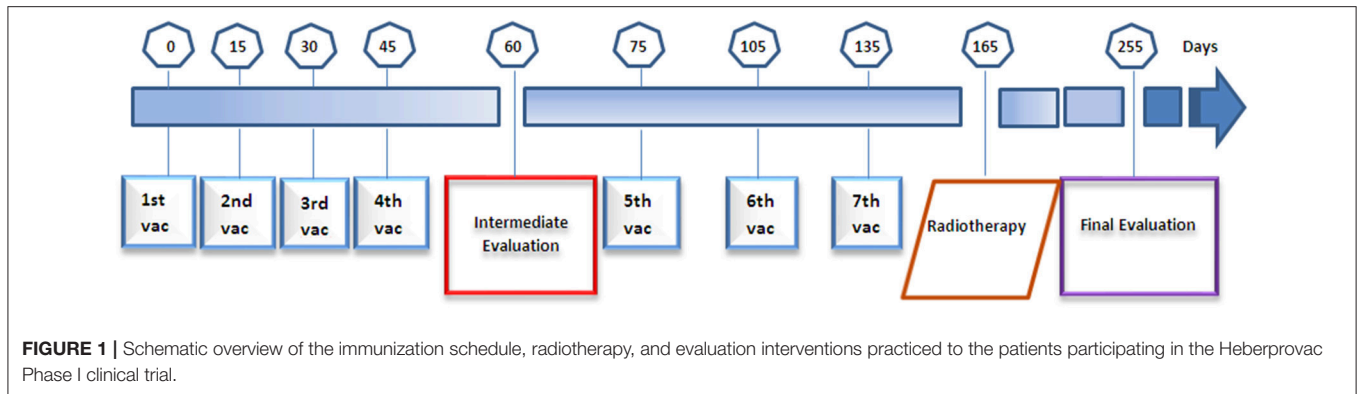 0 15 30 45 60 75 105 135 165 255 Days
1st vac
2nd vac
3rd vac
4th vac
Intermediate Evaluation
5th vac
6th vac
7th vac
Radiotherapy
Final Evaluation
FIGURE 1 | Schematic overview of the immunization schedule, radiotherapy, and evaluation interventions practiced to the patients participating in the Heberprovac
Phase I clinical trial.